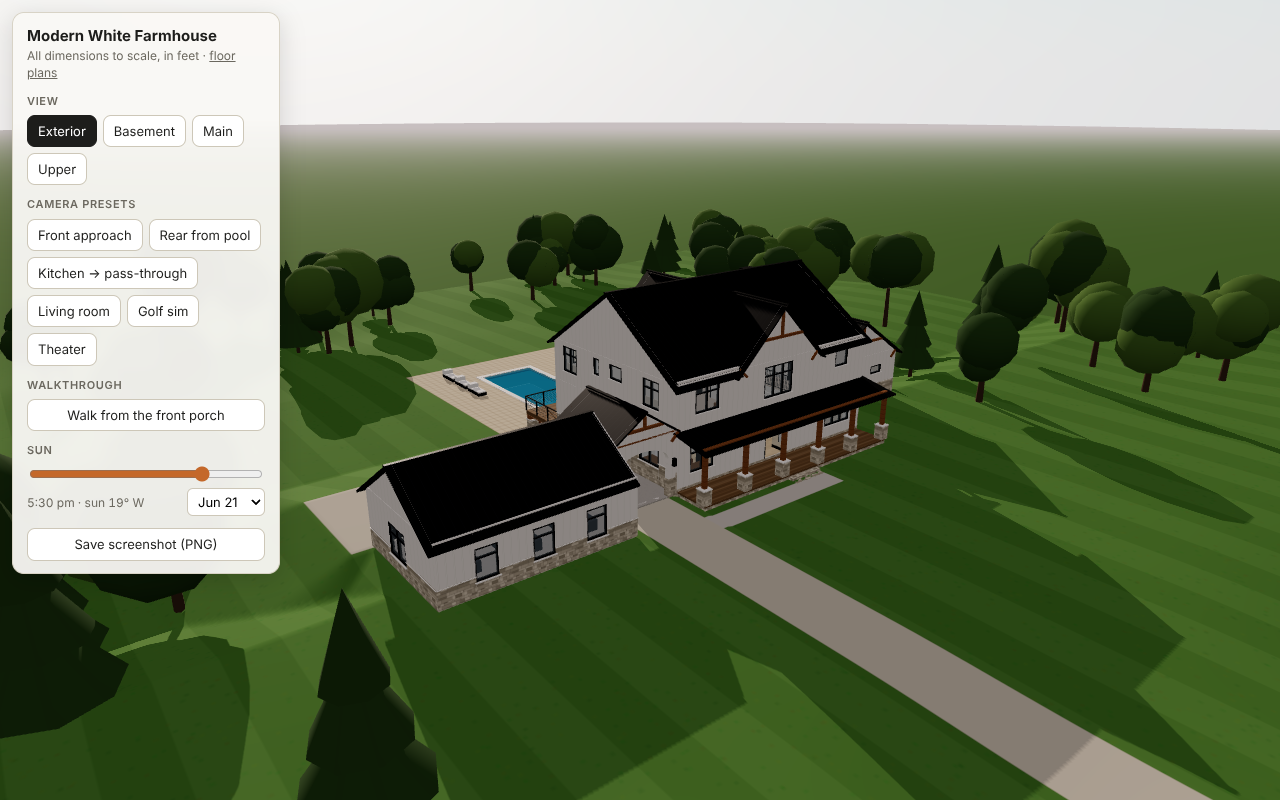 Modern White Farmhouse
All dimensions to scale, in feet · floor
plans
VIEW
Exterior
Basement
Main
Upper
CAMERA PRESETS
Front approach
Rear from pool
Kitchen → pass-through
Living room
Golf sim
Theater
WALKTHROUGH
Walk from the front porch
SUN
5:30 pm · sun 19° W
Jun 21
Save screenshot (PNG)